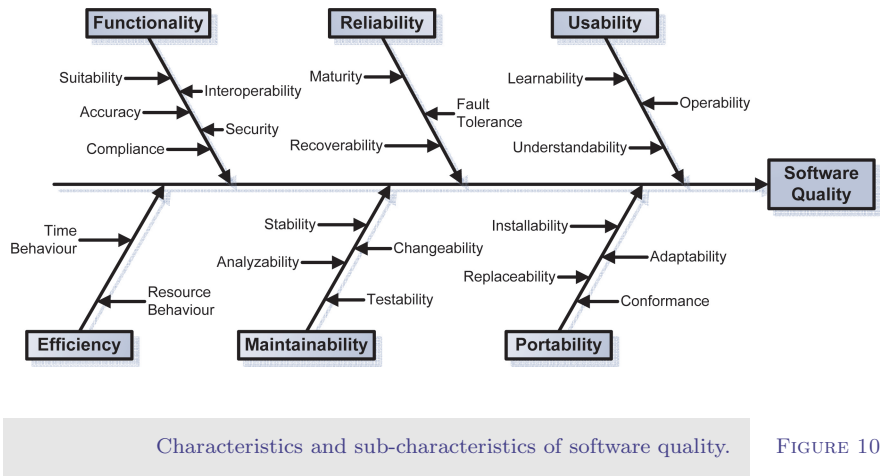 Functionality
Reliability
Usability
Suitability
Interoperability
Accuracy
Security
Compliance
Maturity
Fault
Tolerance
Recoverability
Learnability
Operability
Understandability
Software
Quality
Time
Behaviour
Resource
Behaviour
Stability
Changeability
Analyzability
Testability
Installability
Adaptability
Replaceability
Conformance
Efficiency
Maintainability
Portability
Characteristics and sub-characteristics of software quality.
FIGURE 10